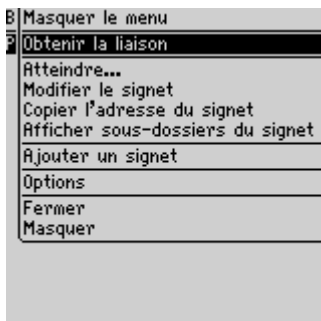 B Masquer le menu
P Obtenir la liaison
Atteindre...
Modifier le signet
Copier l'adresse du signet
Afficher sous-dossiers du signet
Ajouter un signet
Options
Fermer
Masquer